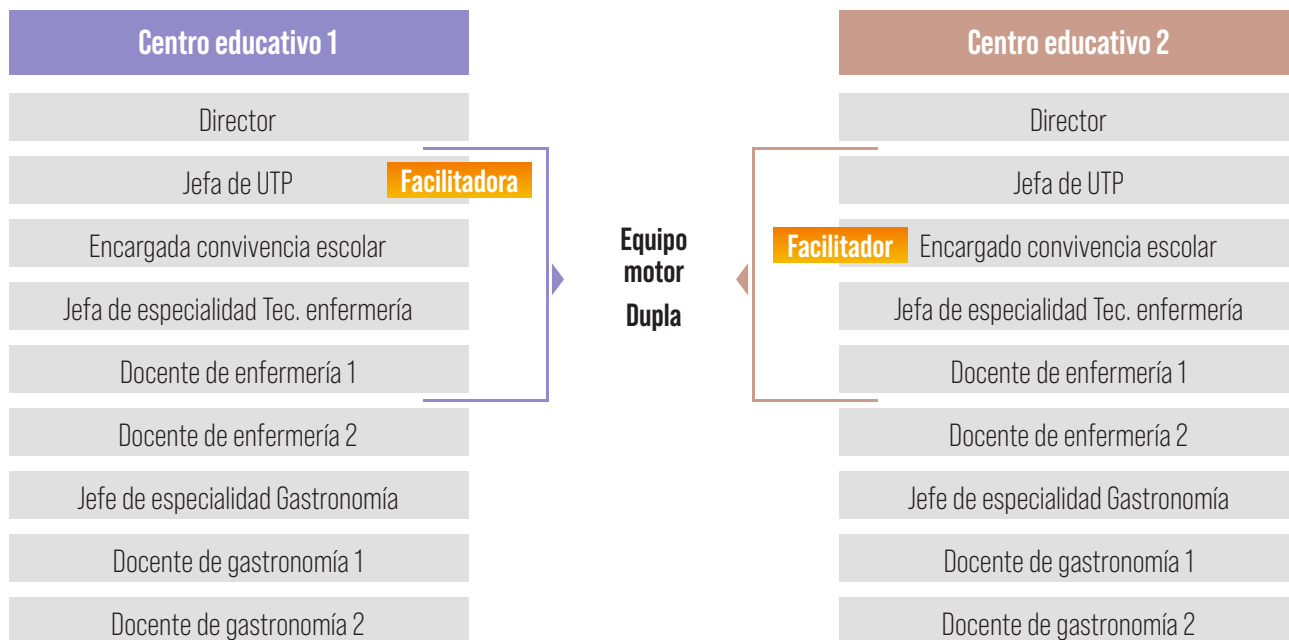 Centro educativo 1
Director
Jefa de UTP
Facilitadora
Encargada convivencia escolar
Jefa de especialidad Tec. enfermería
Docente de enfermería 1
Docente de enfermería 2
Jefe de especialidad Gastronomía
Docente de gastronomía 1
Docente de gastronomía 2
Equipo
motor
Dupla
Centro educativo 2
Director
Jefa de UTP
Facilitador
Encargado convivencia escolar
Jefa de especialidad Tec. enfermería
Docente de enfermería 1
Docente de enfermería 2
Jefe de especialidad Gastronomía
Docente de gastronomía 1
Docente de gastronomía 2